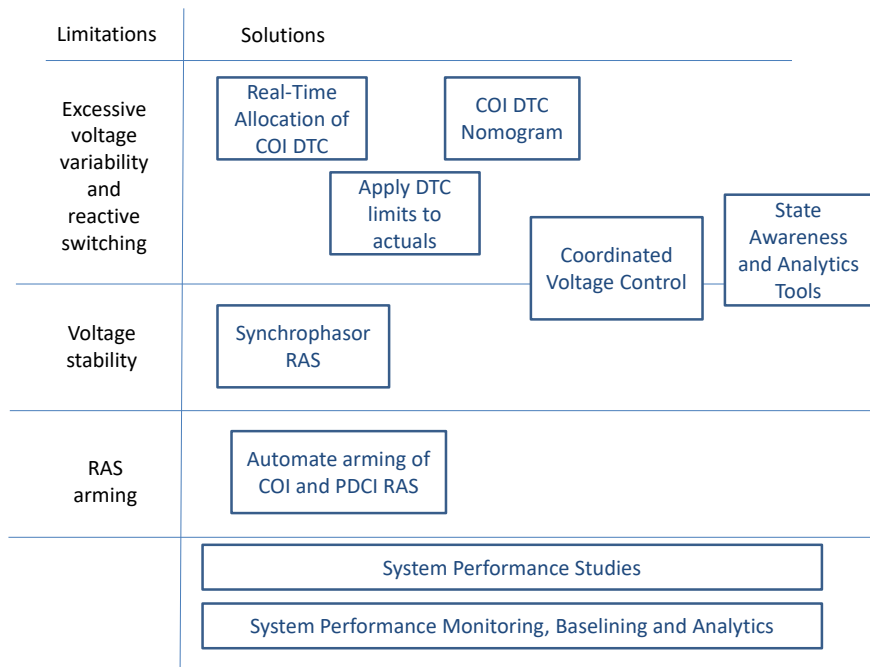 Limitations
Solutions
Excessive
voltage
variability
and
reactive
switching
Real-Time
Allocation of
COI DTC
COI DTC
Nomogram
Apply DTC
limits to
actuals
Coordinated
Voltage Control
State
Awareness
and Analytics
Tools
Voltage
stability
Synchrophasor
RAS
RAS
arming
Automate arming of
COI and PDCI RAS
System Performance Studies
System Performance Monitoring, Baselining and Analytics